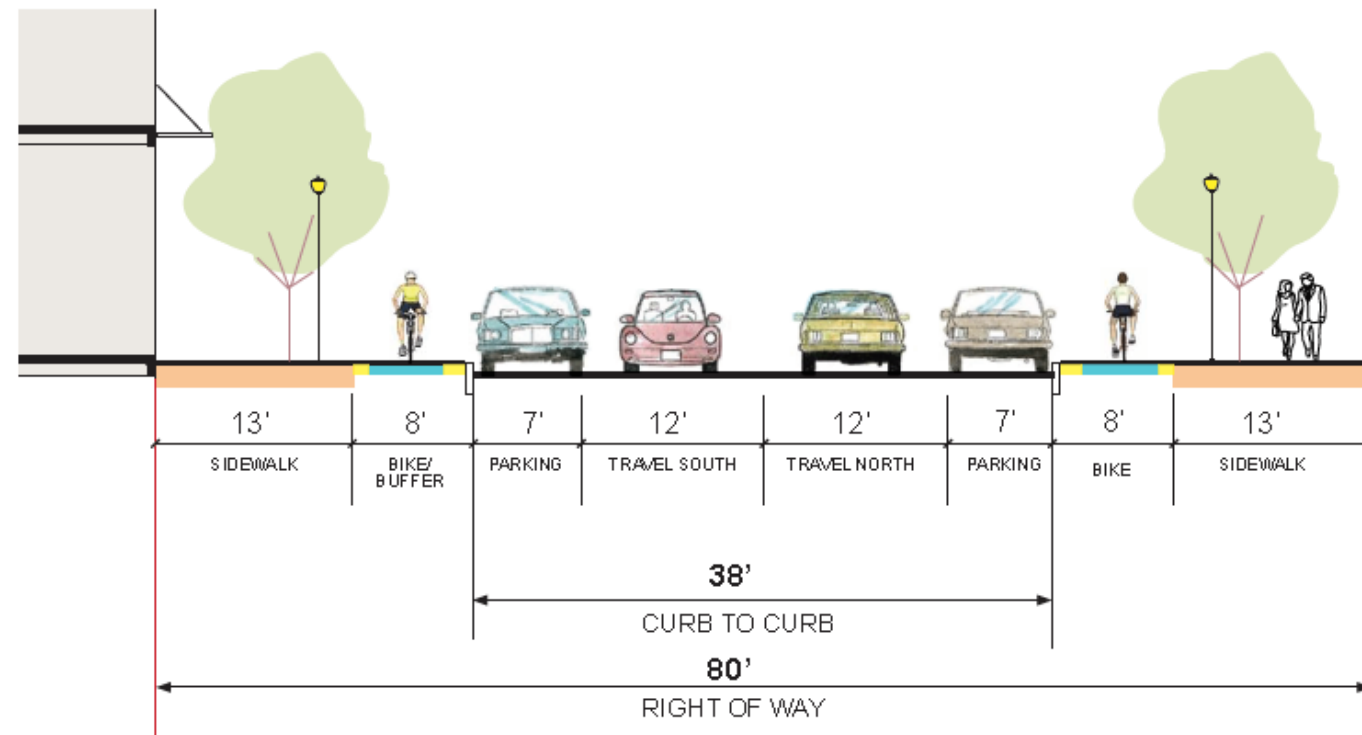 13' 8' 7' 12' 12' 7' 8' 13'
SIDEWALK BIKE/ PARKING TRAVEL SOUTH TRAVEL NORTH PARKING BIKE SIDEWALK
BUFFER
38'
CURB TO CURB
80'
RIGHT OF WAY